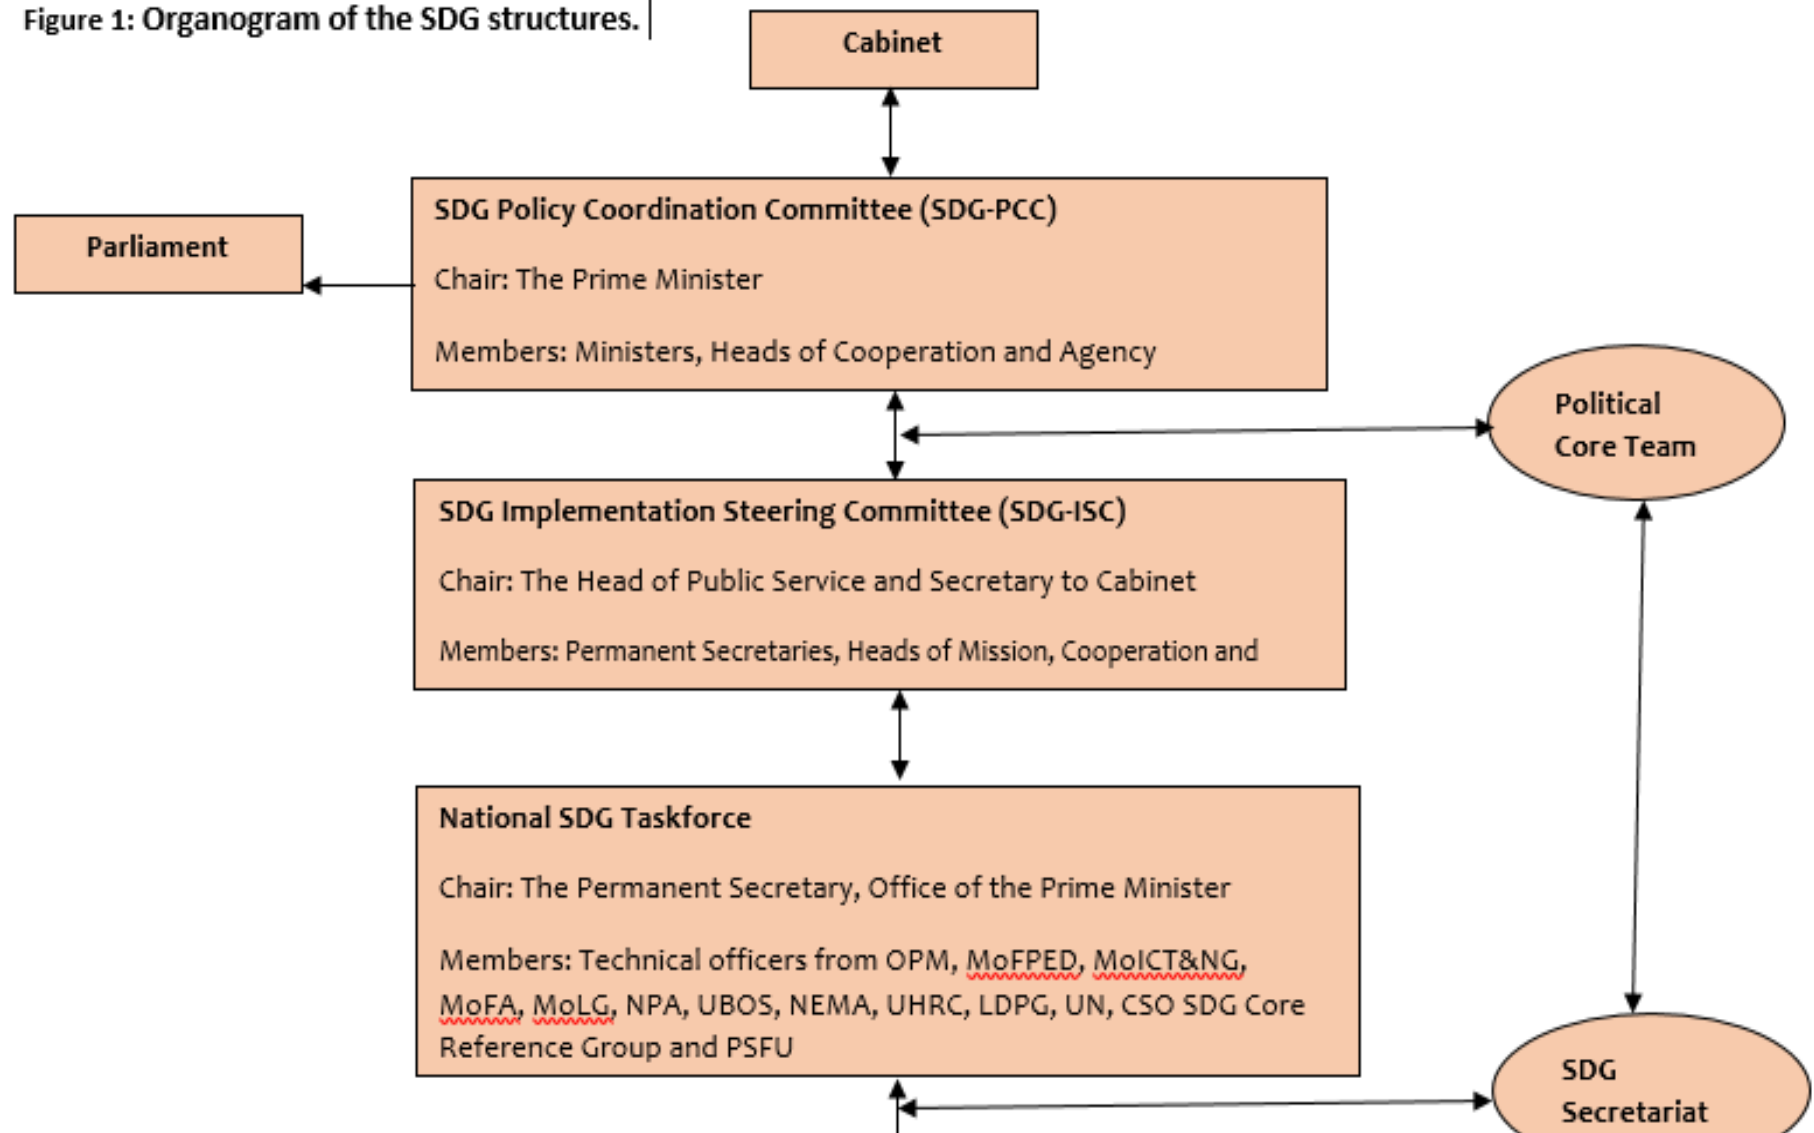 Figure 1: Organogram of the SDG structures.
Cabinet
SDG Policy Coordination Committee (SDG-PCC)
Chair: The Prime Minister
Members: Ministers, Heads of Cooperation and Agency
Parliament
Political
Core Team
SDG Implementation Steering Committee (SDG-ISC)
Chair: The Head of Public Service and Secretary to Cabinet
Members: Permanent Secretaries, Heads of Mission, Cooperation and
National SDG Taskforce
Chair: The Permanent Secretary, Office of the Prime Minister
Members: Technical officers from OPM, MoFPED, MoICT&NG,
MoFA, MoLG, NPA, UBOS, NEMA, UHRC, LDPG, UN, CSO SDG Core
Reference Group and PSFU
SDG
Secretariat